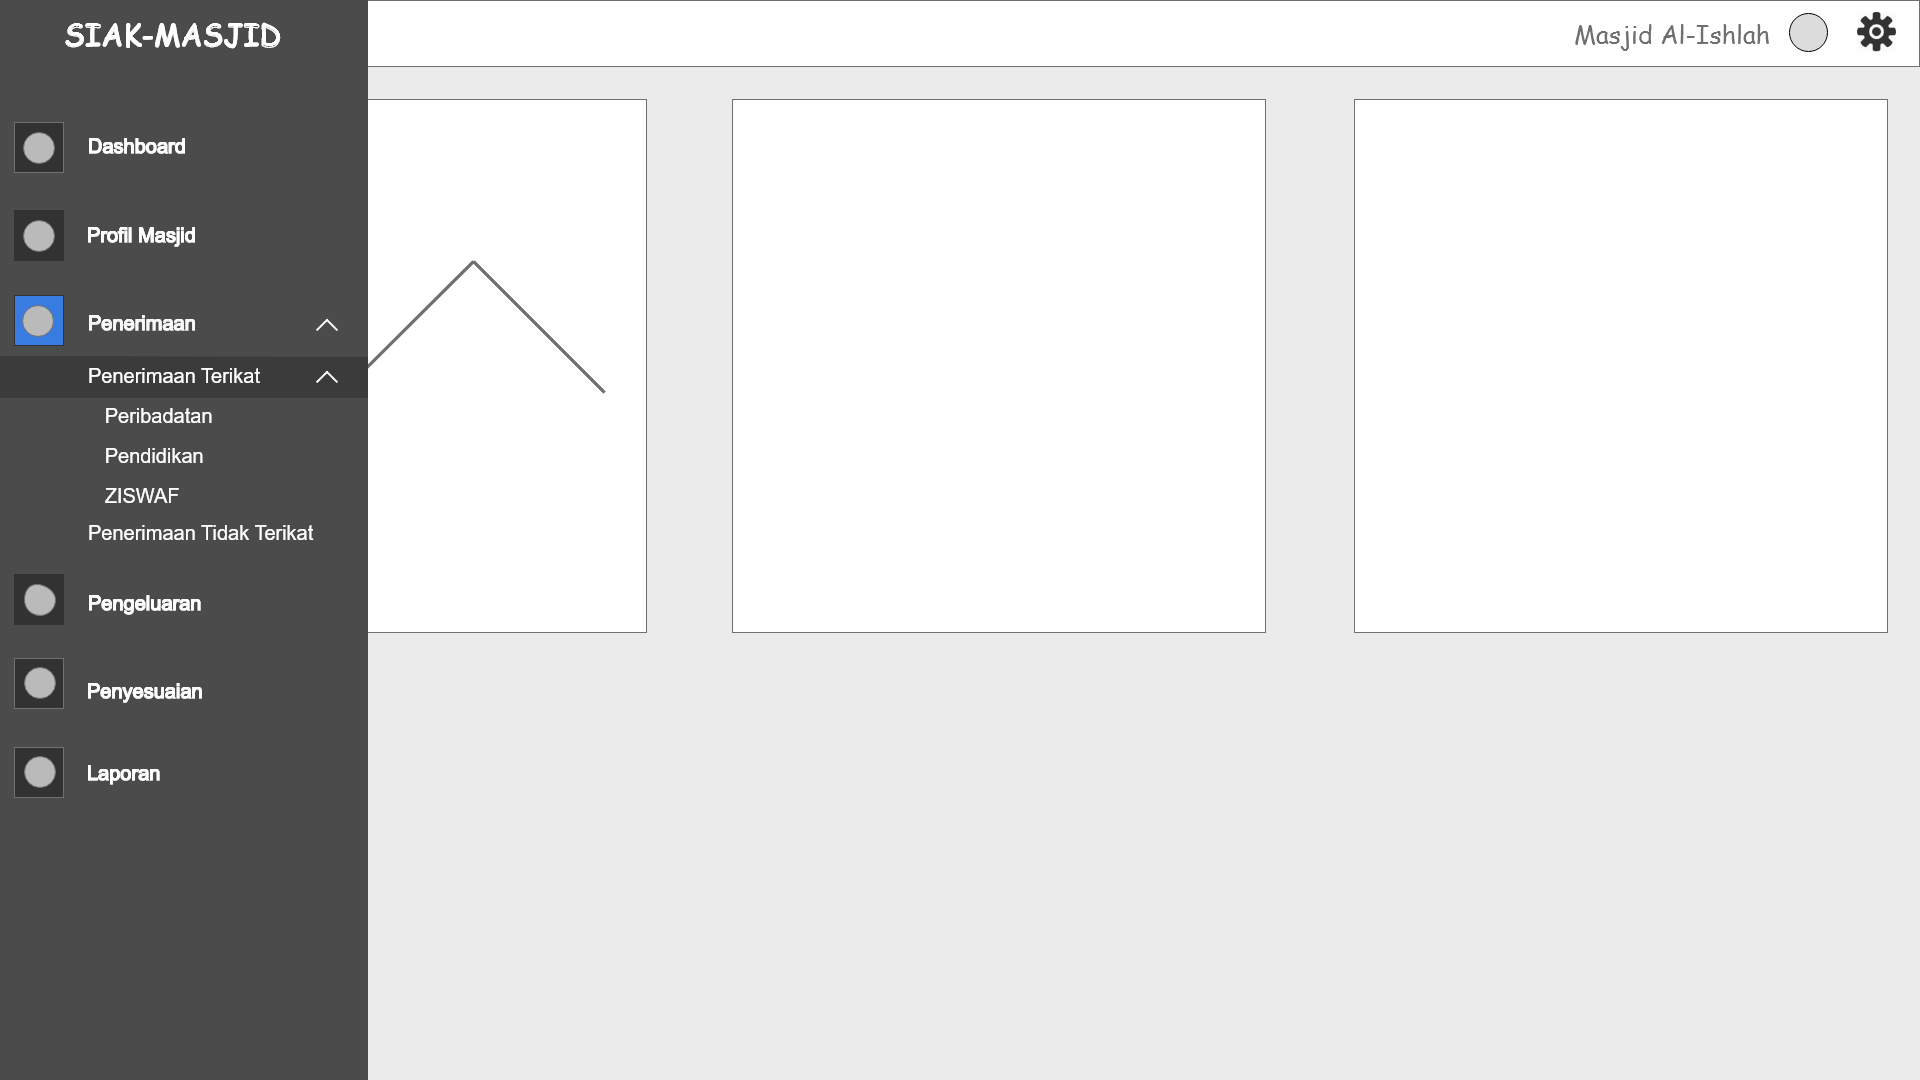 SIAK-MASJID
Masjid Al-Ishlah
Dashboard
Profil Masjid
Penerimaan
Penerimaan Terikat
Peribadatan
Pendidikan
ZISWAF
Penerimaan Tidak Terikat
Pengeluaran
Penyesuaian
Laporan